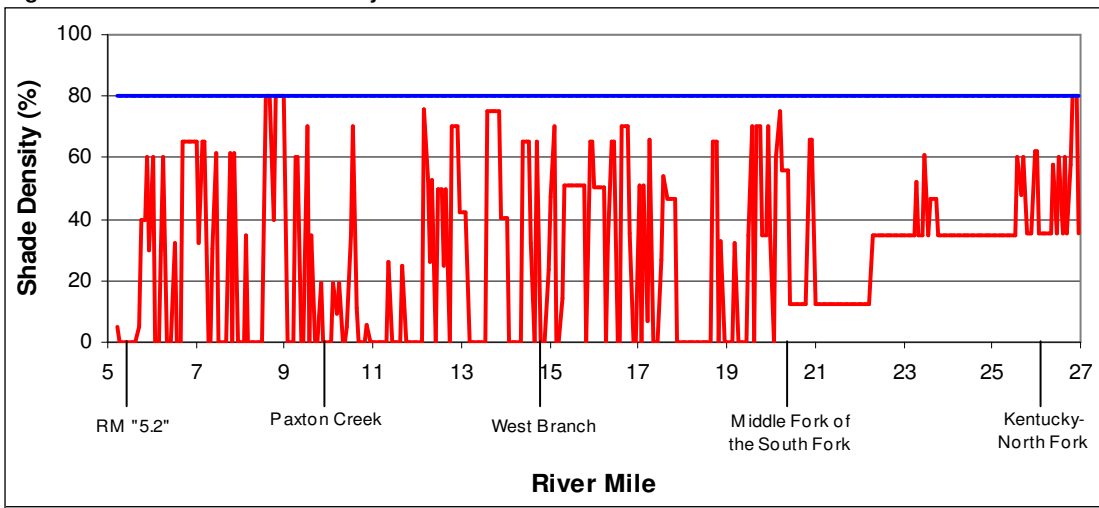 100
80
60
40
20
0
Shade Density (%)
5 7 9 11 13 15 17 19 21 23 25 27
RM "5.2"
Paxton Creek
West Branch
Middle Fork of
the South Fork
Kentucky-
North Fork
River Mile